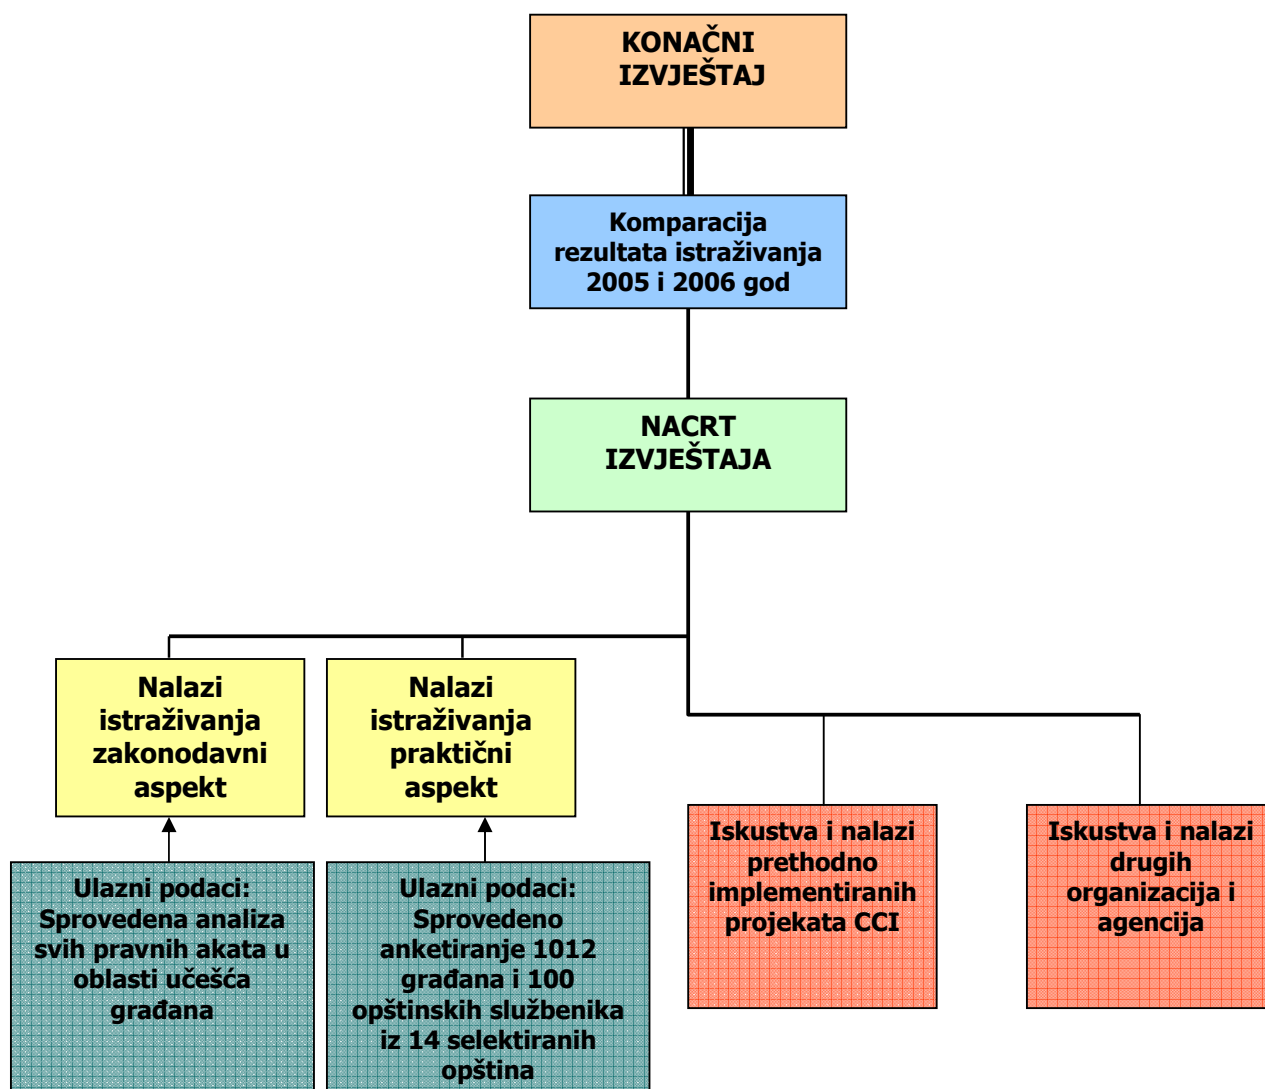 KONAČNI
IZVJEŠTAJ
Komparacija
rezultata istraživanja
2005 i 2006 god
NACRT
IZVJEŠTAJA
Nalazi
istraživanja
zakonodavni
aspekt
Nalazi
istraživanja
praktični
aspekt
Iskustva i nalazi
prethodno
implementiranih
projekata CCI
Iskustva i nalazi
drugih
organizacija i
agencija
Ulazni podaci:
Sprovedena analiza
svih pravnih akata u
oblasti učešća
građana
Ulazni podaci:
Sprovedeno
anketiranje 1012
građana i 100
opštinskih službenika
iz 14 selektiranih
opština